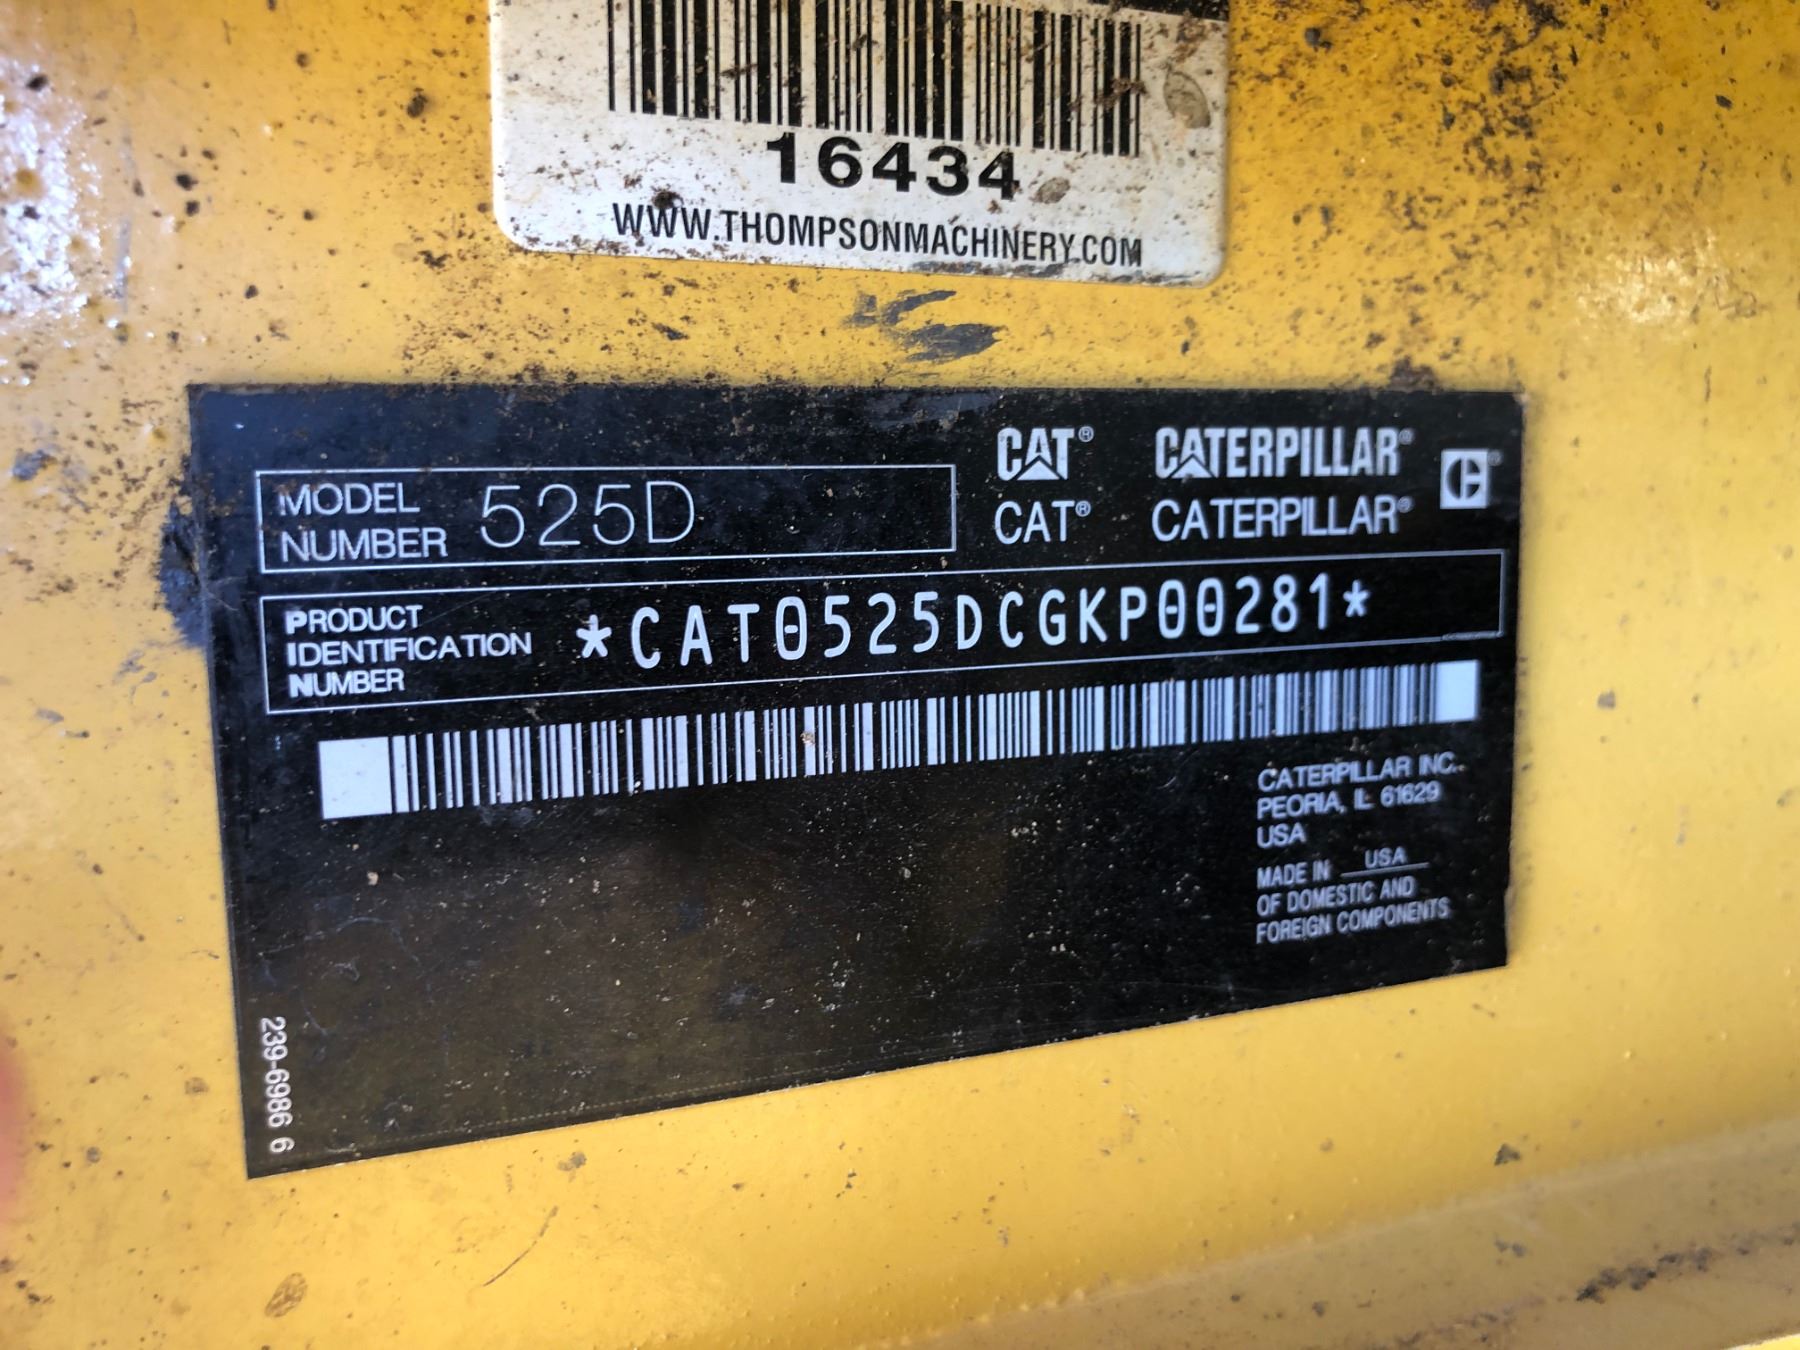 16434
WWW.THOMPSONMACHINERY.COM
MODEL NUMBER 525D
CAT® CATERPILLAR® C®
CAT® CATERPILLAR®
PRODUCT IDENTIFICATION NUMBER *CAT0525DCGKP00281*
CATERPILLAR INC.
PEORIA, IL 61629
USA
MADE IN USA
OF DOMESTIC AND
FOREIGN COMPONENTS
239-6986 6